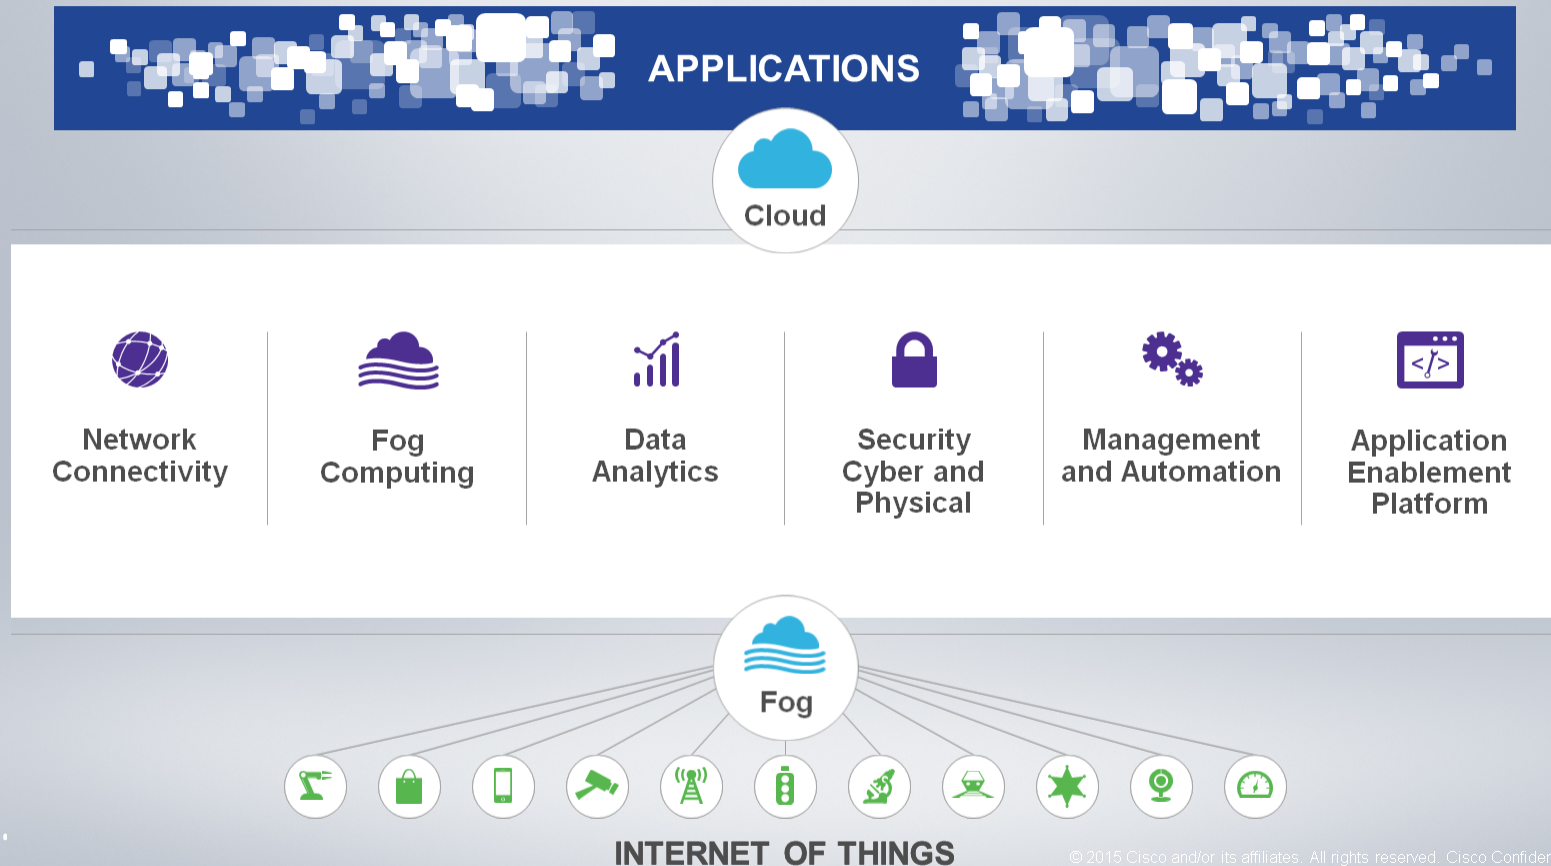 APPLICATIONS
Cloud
Network
Connectivity
Fog
Computing
Data
Analytics
Security
Cyber and
Physical
Management
and Automation
Application
Enablement
Platform
</>
Fog
INTERNET OF THINGS
© 2015 Cisco and/or its affiliates. All rights reserved. Cisco Confiden